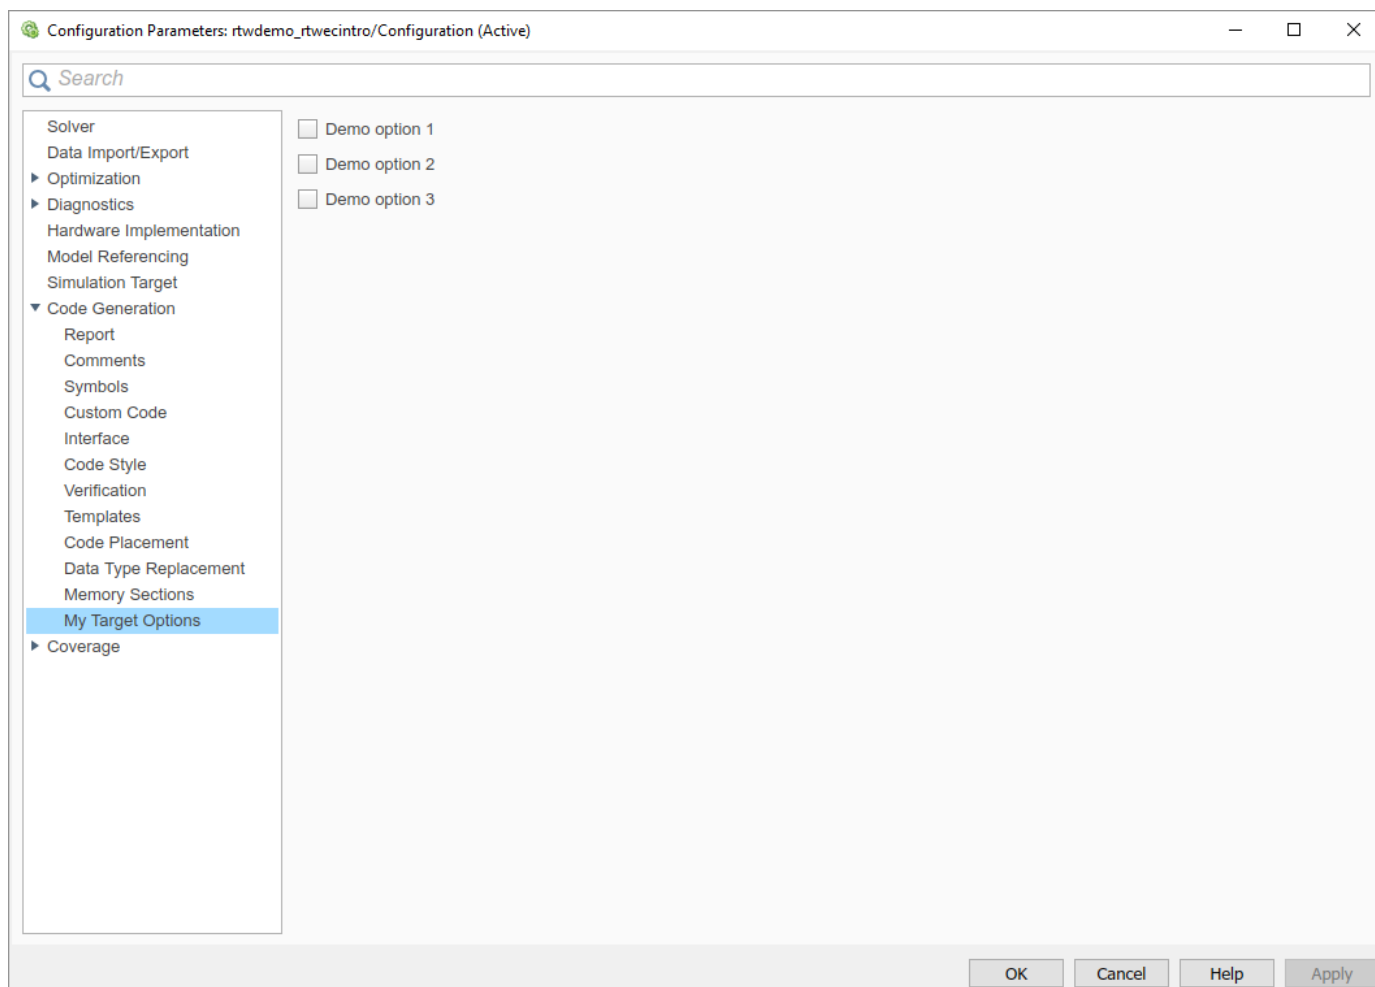 Configuration Parameters: rtwdemo_rtwecintro/Configuration (Active)
Search
Solver
Data Import/Export
Optimization
Diagnostics
Hardware Implementation
Model Referencing
Simulation Target
Code Generation
Report
Comments
Symbols
Custom Code
Interface
Code Style
Verification
Templates
Code Placement
Data Type Replacement
Memory Sections
My Target Options
Coverage
Demo option 1
Demo option 2
Demo option 3
OK Cancel Help Apply